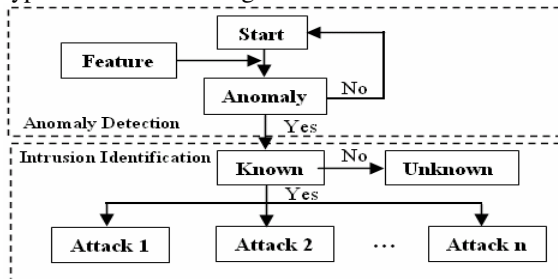 Start
Feature
Anomaly
No
Anomaly Detection
Yes
Intrusion Identification
Known
No
Unknown
Yes
Attack 1
Attack 2
...
Attack n